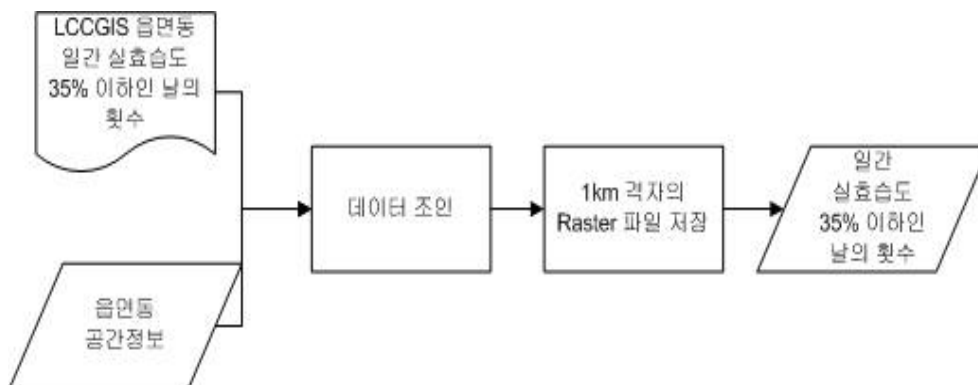 LCCGIS 읍면동
일간 실효습도
35% 이하인 날의
횟수
읍면동
공간정보
데이터 조인
1km 격자의
Raster 파일 저장
일간
실효습도
35% 이하인
날의 횟수